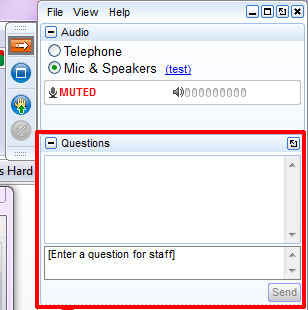 File View Help
Audio
Telephone
Mic & Speakers (test)
MUTED
Questions
s Hard
[Enter a question for staff]
Send